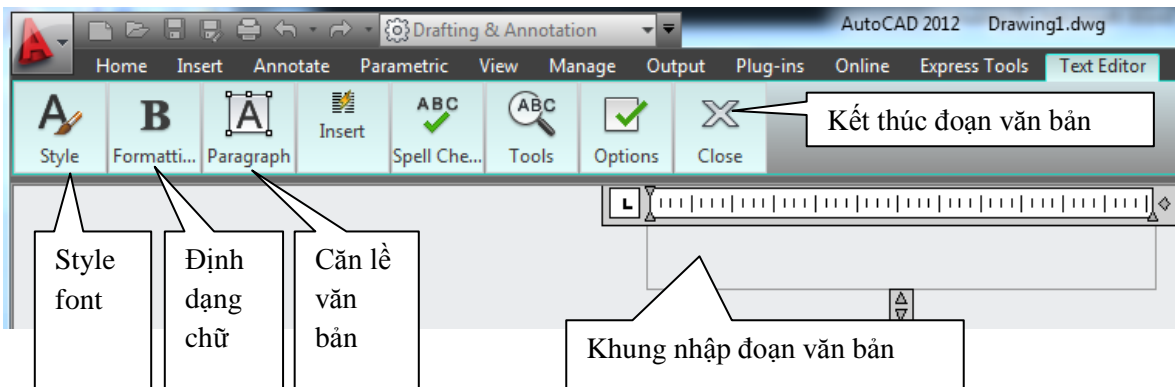 Drafting & Annotation AutoCAD 2012 Drawing1.dwg
Home Insert Annotate Parametric View Manage Output Plug-ins Online Express Tools Text Editor
A B A Insert ABC ABC
Style Formatti... Paragraph Spell Che... Tools Options Close
Kết thúc đoạn văn bản
L
Style
font
Định
dạng
chữ
Căn lề
văn
bản
Khung nhập đoạn văn bản